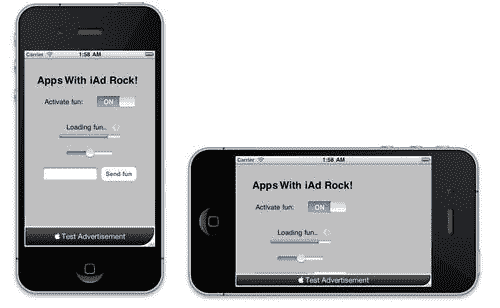 Carrier 1:58 AM
Apps With iAd Rock!
Activate fun: ON
Loading fun..
Send fun
Test Advertisement
Carrier 1:58 AM
Apps With iAd Rock!
Activate fun: ON
Loading fun..
Test Advertisement